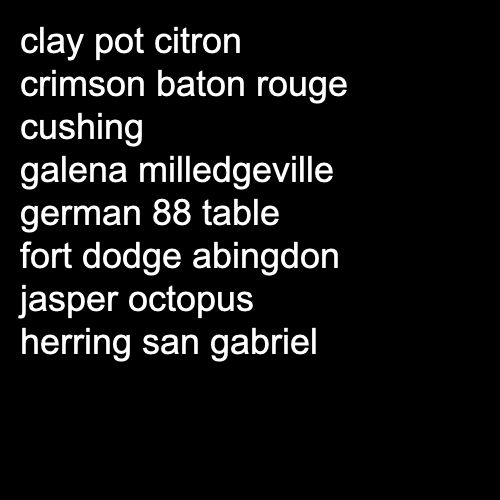 clay pot citron
crimson baton rouge
cushing
galena milledgeville
german 88 table
fort dodge abingdon
jasper octopus
herring san gabriel